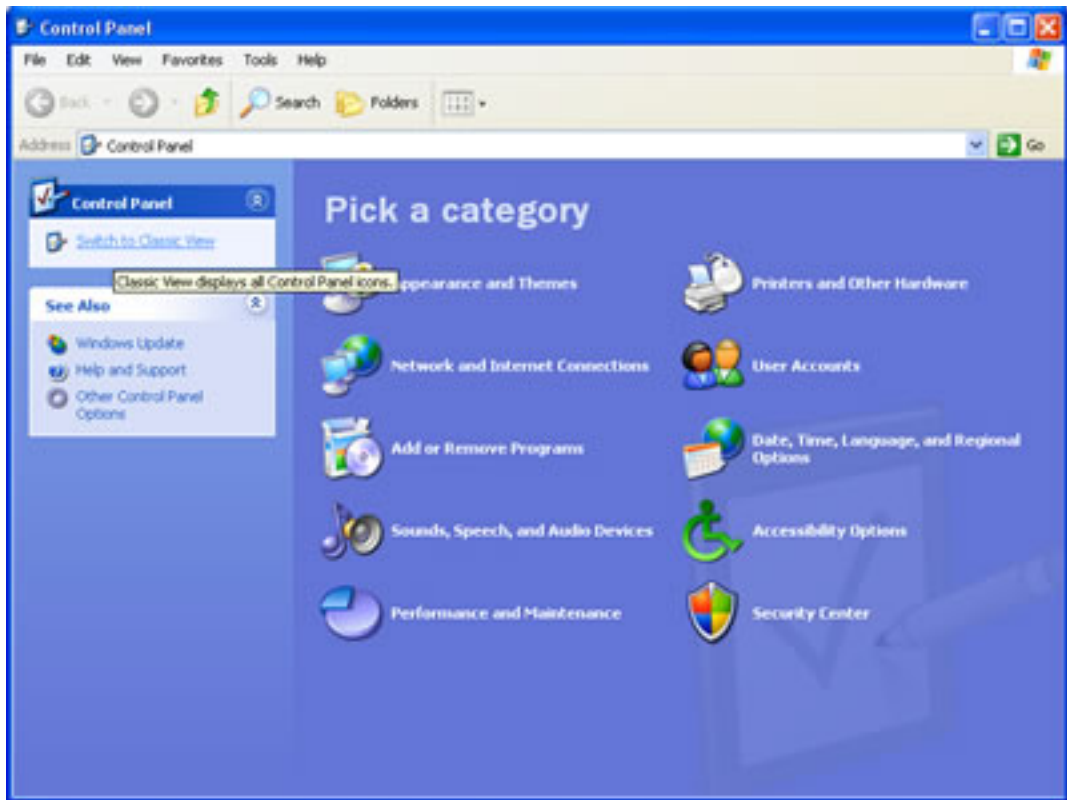 Control Panel
File Edit View Favorites Tools Help
Back Search Folders
Address Control Panel Go
Control Panel
Switch to Classic View
Classic View displays all Control Panel icons.
See Also
Windows Update
Help and Support
Other Control Panel
Options
Pick a category
ppearance and Themes
Printers and Other Hardware
Network and Internet Connections
User Accounts
Add or Remove Programs
Date, Time, Language, and Regional
Options
Sounds, Speech, and Audio Devices
Accessibility Options
Performance and Maintenance
Security Center